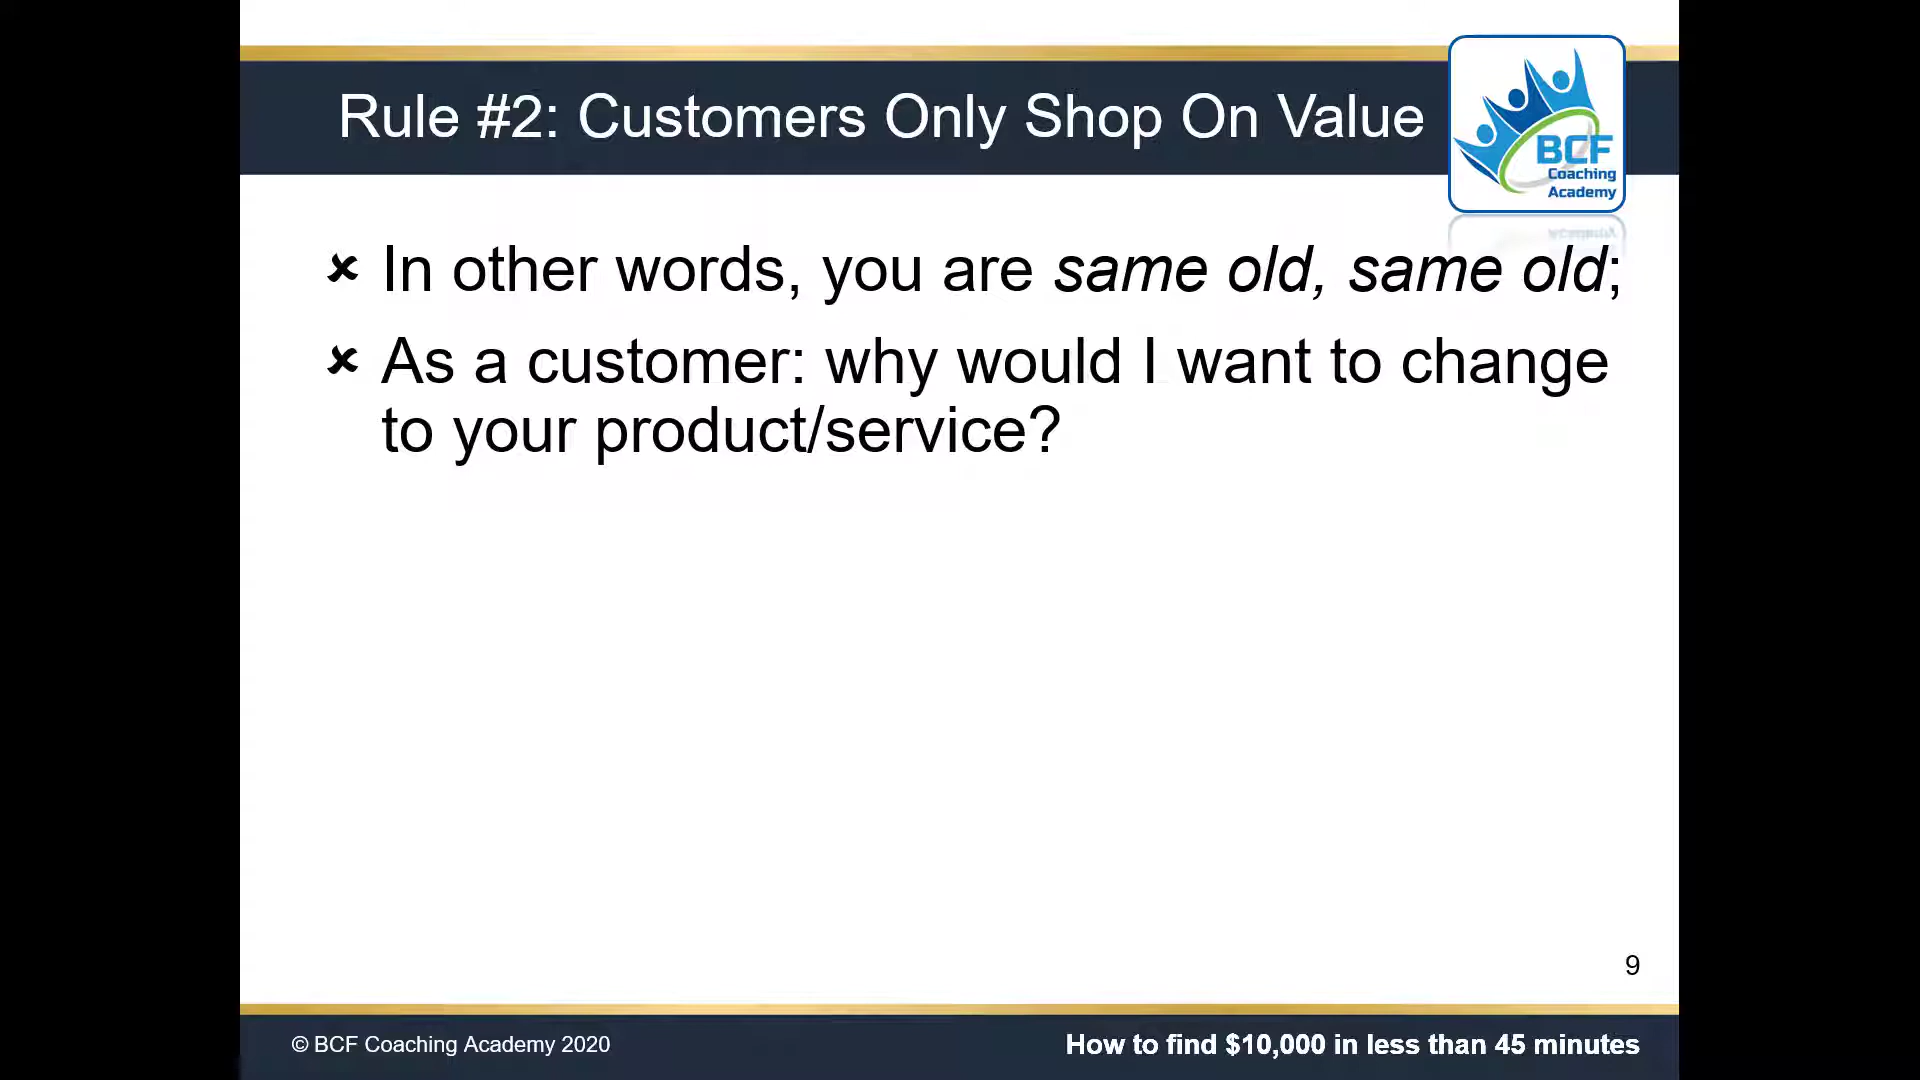 Rule #2: Customers Only Shop On Value
BCF
Coaching
Academy
✘ In other words, you are same old, same old;
✘ As a customer: why would I want to change
to your product/service?
9
© BCF Coaching Academy 2020
How to find $10,000 in less than 45 minutes